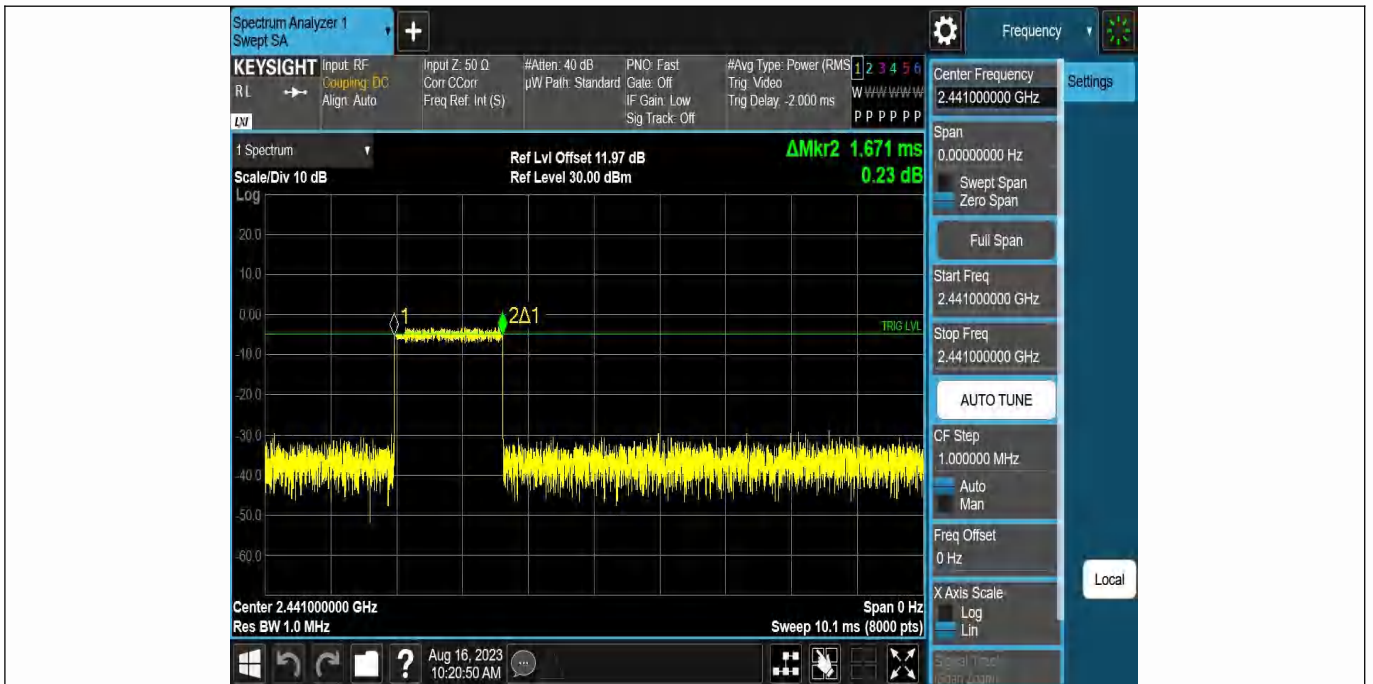 Spectrum Analyzer 1
Swept SA
+
Frequency
KEYSIGHT
RL
LXI
Input: RF
Coupling: DC
Align: Auto
Input Z: 50 Ω
Corr CCorr
Freq Ref: Int (S)
#Atten: 40 dB
µW Path: Standard
PNO: Fast
Gate: Off
IF Gain: Low
Sig Track: Off
#Avg Type: Power (RMS
Trig: Video
Trig Delay: -2.000 ms
1 2 3 4 5 6
W W W W W W
P P P P P P
Center Frequency
2.441000000 GHz
Settings
Span
0.00000000 Hz
Swept Span
Zero Span
Full Span
Start Freq
2.441000000 GHz
Stop Freq
2.441000000 GHz
AUTO TUNE
CF Step
1.000000 MHz
Auto
Man
Freq Offset
0 Hz
X Axis Scale
Log
Lin
Signal Track
(Span Zoom)
Local
1 Spectrum
Scale/Div 10 dB
Log
Ref Lvl Offset 11.97 dB
Ref Level 30.00 dBm
ΔMkr2 1.671 ms
0.23 dB
20.0
10.0
0.00
-10.0
-20.0
-30.0
-40.0
-50.0
-60.0
1
2Δ1
TRIG LVL
Center 2.441000000 GHz
Res BW 1.0 MHz
Span 0 Hz
Sweep 10.1 ms (8000 pts)
?
Aug 16, 2023
10:20:50 AM